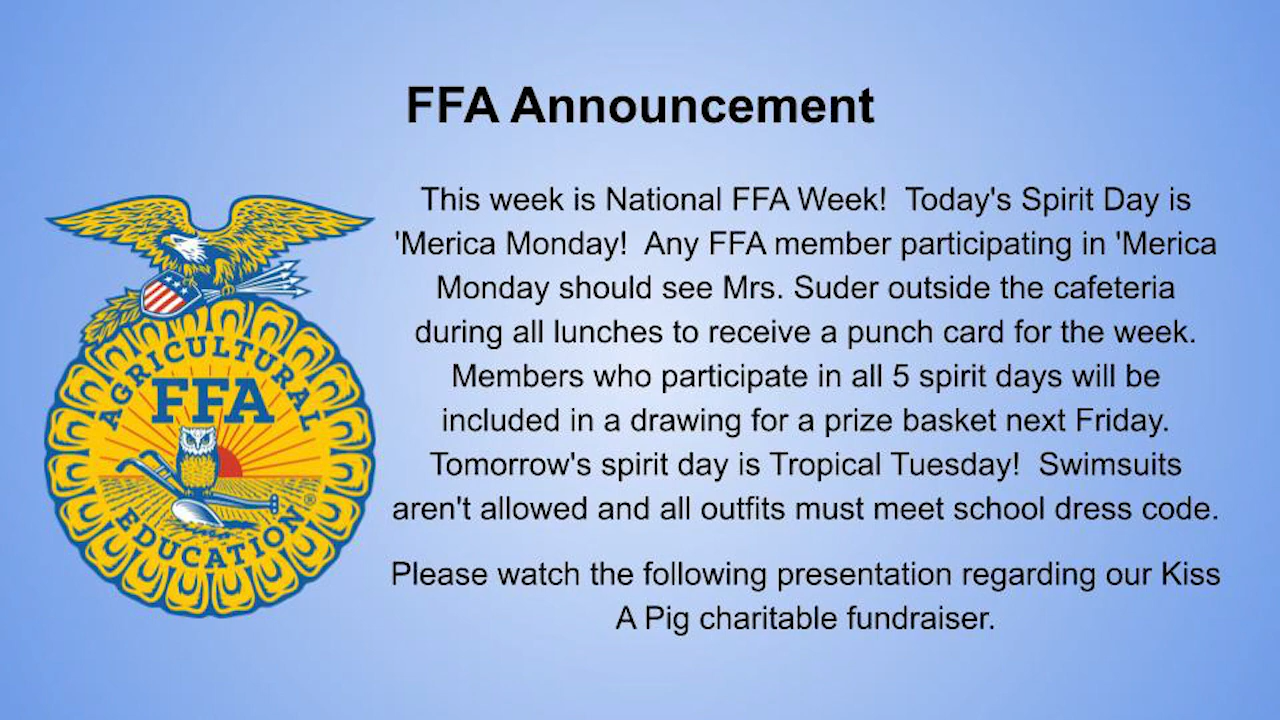 FFA Announcement
This week is National FFA Week!  Today's Spirit Day is
'Merica Monday!  Any FFA member participating in 'Merica
Monday should see Mrs. Suder outside the cafeteria
during all lunches to receive a punch card for the week.
Members who participate in all 5 spirit days will be
included in a drawing for a prize basket next Friday.
Tomorrow's spirit day is Tropical Tuesday!  Swimsuits
aren't allowed and all outfits must meet school dress code.
Please watch the following presentation regarding our Kiss
A Pig charitable fundraiser.
AGRICULTURAL
FFA
EDUCATION
®